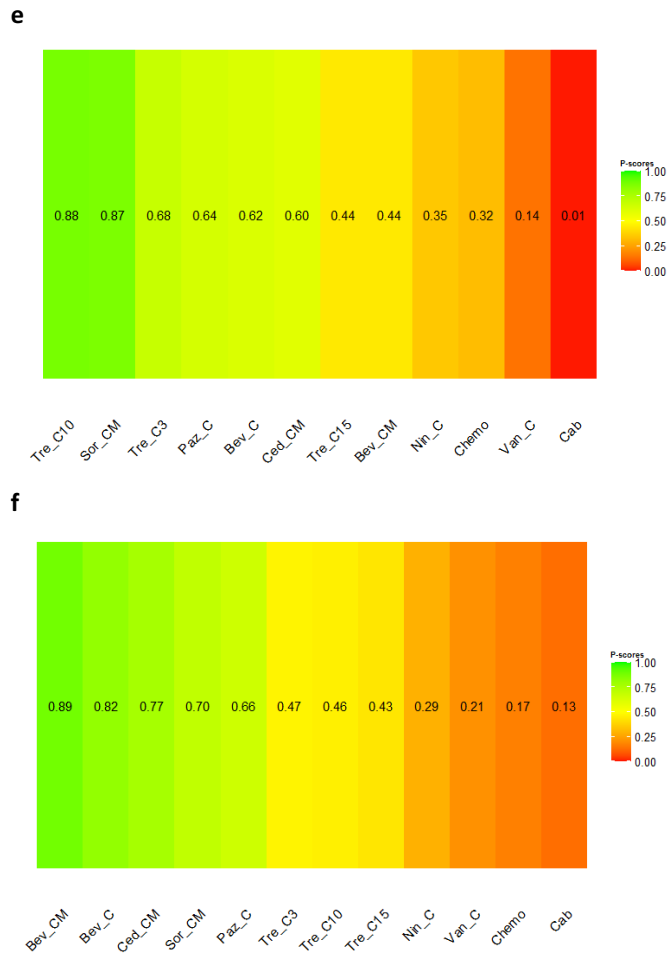 e
P-scores
1.00
0.75
0.50
0.25
0.00
0.88 0.87 0.68 0.64 0.62 0.60 0.44 0.44 0.35 0.32 0.14 0.01
Tre_C10 Sor_CM Tre_C3 Paz_C Bev_C Ced_CM Tre_C15 Bev_CM Nin_C Chemo Van_C Cab
f
P-scores
1.00
0.75
0.50
0.25
0.00
0.89 0.82 0.77 0.70 0.66 0.47 0.46 0.43 0.29 0.21 0.17 0.13
Bev_CM Bev_C Ced_CM Sor_CM Paz_C Tre_C3 Tre_C10 Tre_C15 Nin_C Van_C Chemo Cab